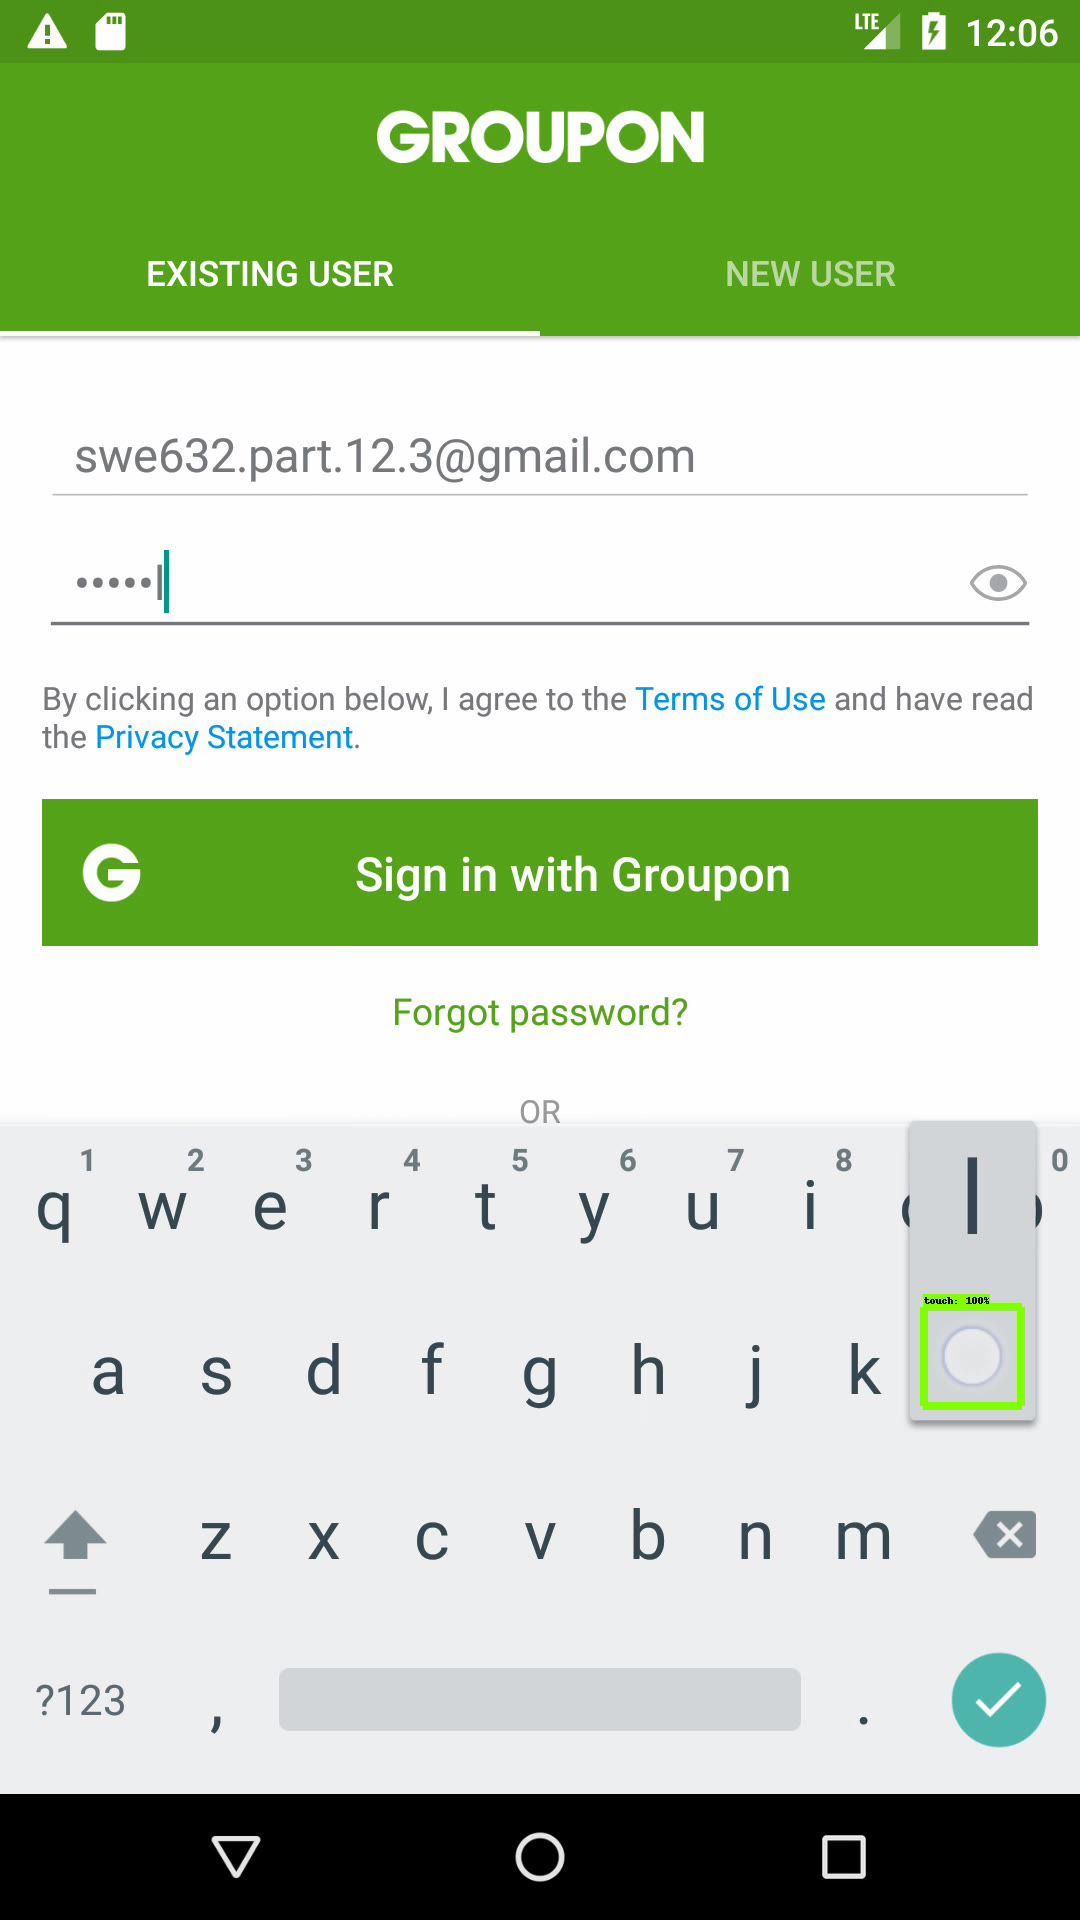 LTE 12:06
GROUPON
EXISTING USER NEW USER
swe632.part.12.3@gmail.com
•••••l
By clicking an option below, I agree to the Terms of Use and have read
the Privacy Statement.
G Sign in with Groupon
Forgot password?
OR
1 2 3 4 5 6 7 8 0
q w e r t y u i l
touch: 100%
a s d f g h j k
z x c v b n m
?123 , .